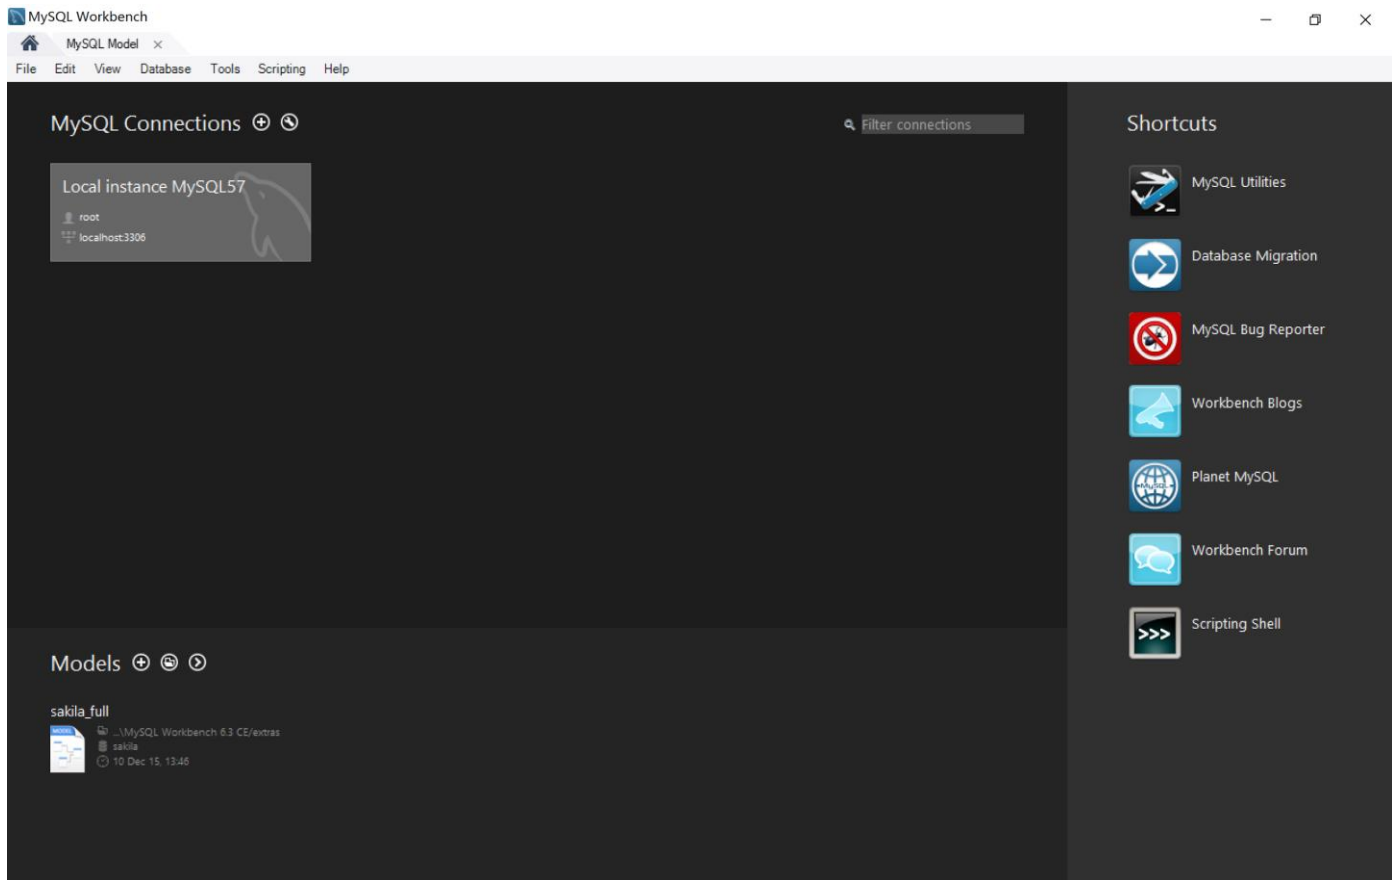 MySQL Workbench
MySQL Model
File Edit View Database Tools Scripting Help
MySQL Connections
Filter connections
Local instance MySQL57
root
localhost:3306
Shortcuts
MySQL Utilities
Database Migration
MySQL Bug Reporter
Workbench Blogs
MySQL
Planet MySQL
Workbench Forum
>>>
Scripting Shell
Models
sakila_full
MODEL
...\MySQL Workbench 6.3 CE/extras
sakila
10 Dec 15, 13:46